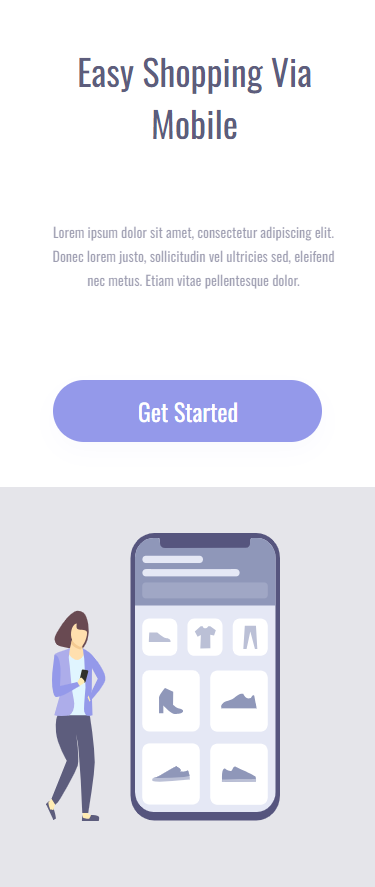 Easy Shopping Via
Mobile
Lorem ipsum dolor sit amet, consectetur adipiscing elit.
Donec lorem justo, sollicitudin vel ultricies sed, eleifend
nec metus. Etiam vitae pellentesque dolor.
Get Started